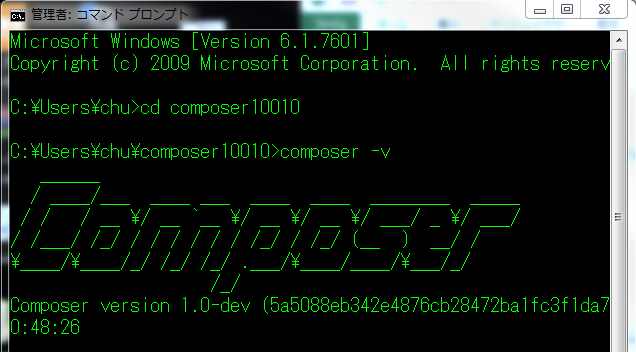 管理者: コマンド プロンプト
Microsoft Windows [Version 6.1.7601]
Copyright (c) 2009 Microsoft Corporation.  All rights reserv
C:¥Users¥chu>cd composer10010
C:¥Users¥chu¥composer10010>composer -v
Composer
Composer version 1.0-dev (5a5088eb342e4876cb28472ba1fc3f1da7
0:48:26